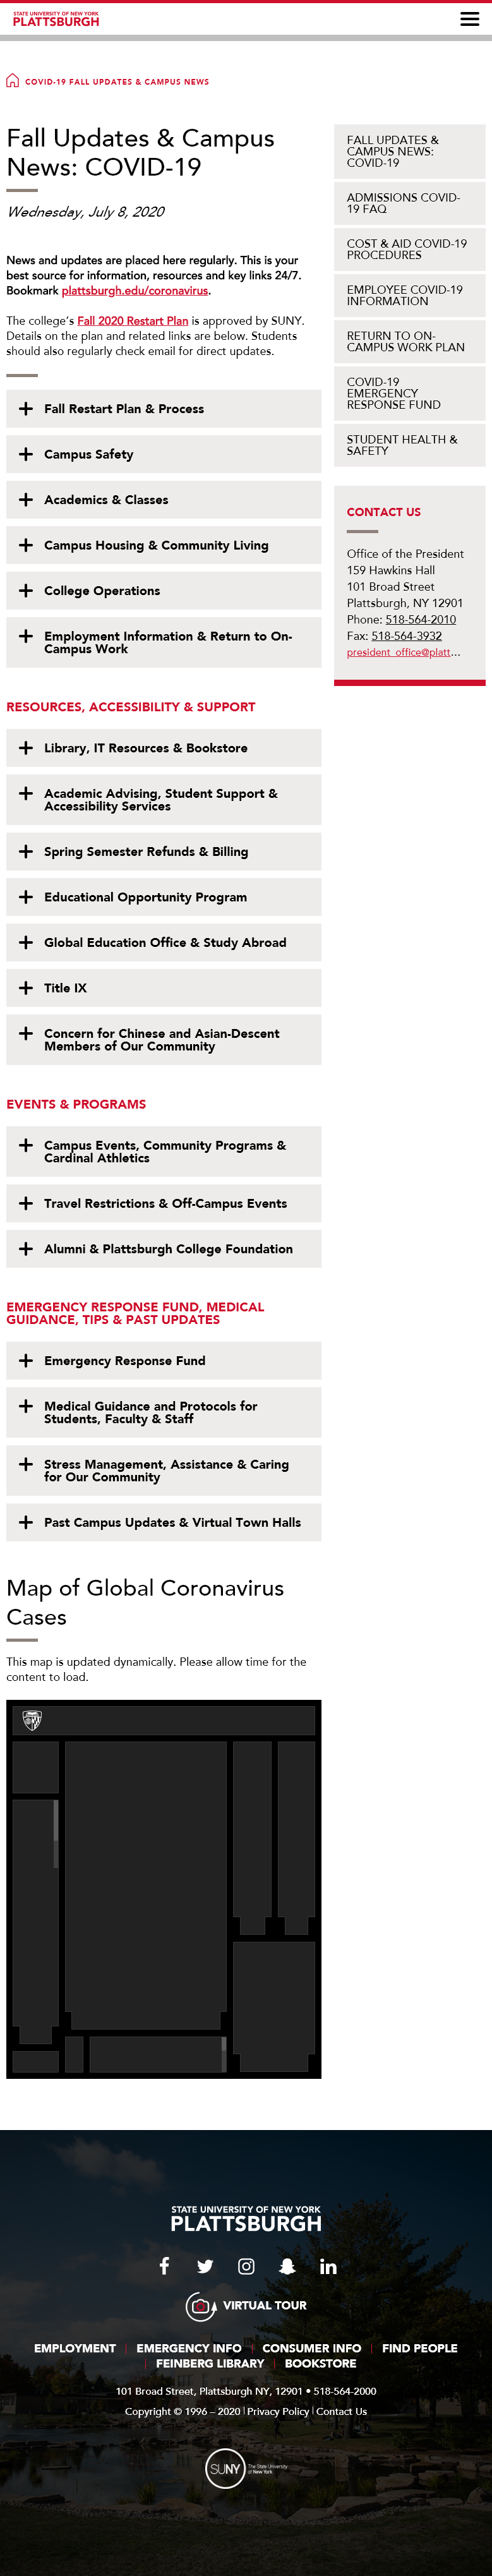 STATE UNIVERSITY OF NEW YORK
PLATTSBURGH
COVID-19 FALL UPDATES & CAMPUS NEWS
Fall Updates & Campus
News: COVID-19
Wednesday, July 8, 2020
News and updates are placed here regularly. This is your
best source for information, resources and key links 24/7.
Bookmark plattsburgh.edu/coronavirus.
The college's Fall 2020 Restart Plan is approved by SUNY.
Details on the plan and related links are below. Students
should also regularly check email for direct updates.
Fall Restart Plan & Process
Campus Safety
Academics & Classes
Campus Housing & Community Living
College Operations
Employment Information & Return to On-
Campus Work
RESOURCES, ACCESSIBILITY & SUPPORT
Library, IT Resources & Bookstore
Academic Advising, Student Support &
Accessibility Services
Spring Semester Refunds & Billing
Educational Opportunity Program
Global Education Office & Study Abroad
Title IX
Concern for Chinese and Asian-Descent
Members of Our Community
EVENTS & PROGRAMS
Campus Events, Community Programs &
Cardinal Athletics
Travel Restrictions & Off-Campus Events
Alumni & Plattsburgh College Foundation
EMERGENCY RESPONSE FUND, MEDICAL
GUIDANCE, TIPS & PAST UPDATES
Emergency Response Fund
Medical Guidance and Protocols for
Students, Faculty & Staff
Stress Management, Assistance & Caring
for Our Community
Past Campus Updates & Virtual Town Halls
Map of Global Coronavirus
Cases
This map is updated dynamically. Please allow time for the
content to load.
FALL UPDATES &
CAMPUS NEWS:
COVID-19
ADMISSIONS COVID-
19 FAQ
COST & AID COVID-19
PROCEDURES
EMPLOYEE COVID-19
INFORMATION
RETURN TO ON-
CAMPUS WORK PLAN
COVID-19
EMERGENCY
RESPONSE FUND
STUDENT HEALTH &
SAFETY
CONTACT US
Office of the President
159 Hawkins Hall
101 Broad Street
Plattsburgh, NY 12901
Phone: 518-564-2010
Fax: 518-564-3932
president_office@platt...
STATE UNIVERSITY OF NEW YORK
PLATTSBURGH
VIRTUAL TOUR
EMPLOYMENT | EMERGENCY INFO | CONSUMER INFO | FIND PEOPLE
| FEINBERG LIBRARY | BOOKSTORE
101 Broad Street, Plattsburgh NY, 12901 • 518-564-2000
Copyright © 1996 – 2020 | Privacy Policy | Contact Us
SUNY The State University
of New York